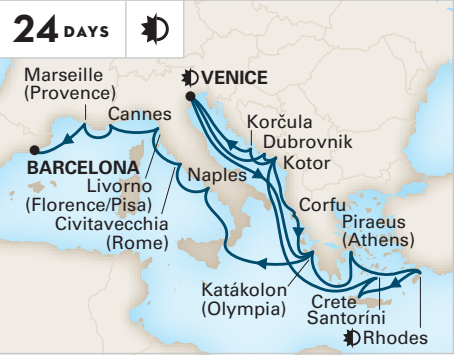 24 DAYS
Marseille
(Provence)
VENICE
Cannes
Korčula
Dubrovnik
Kotor
BARCELONA
Livorno
(Florence/Pisa)
Naples
Civitavecchia
(Rome)
Corfu
Piraeus
(Athens)
Katákolon
(Olympia)
Crete
Santoríni
Rhodes